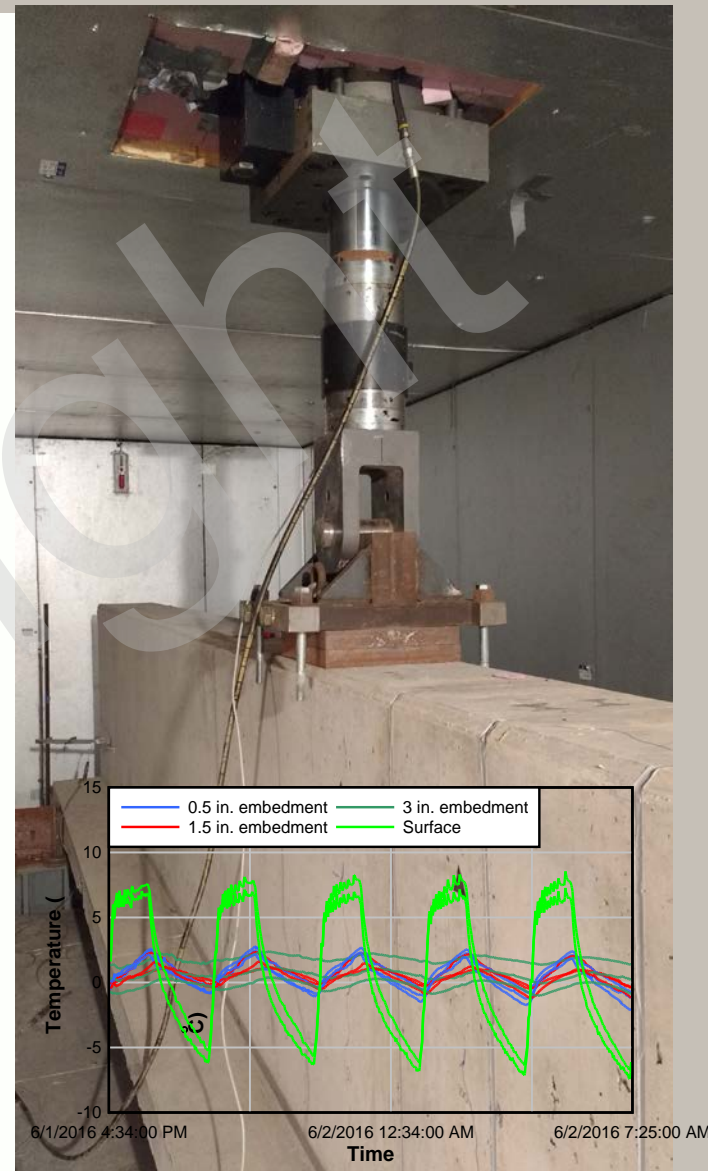 15
0.5 in. embedment
3 in. embedment
1.5 in. embedment
Surface
10
5
0
-5
-10
Temperature (
°C)
6/1/2016 4:34:00 PM
6/2/2016 12:34:00 AM
6/2/2016 7:25:00 AM
Time